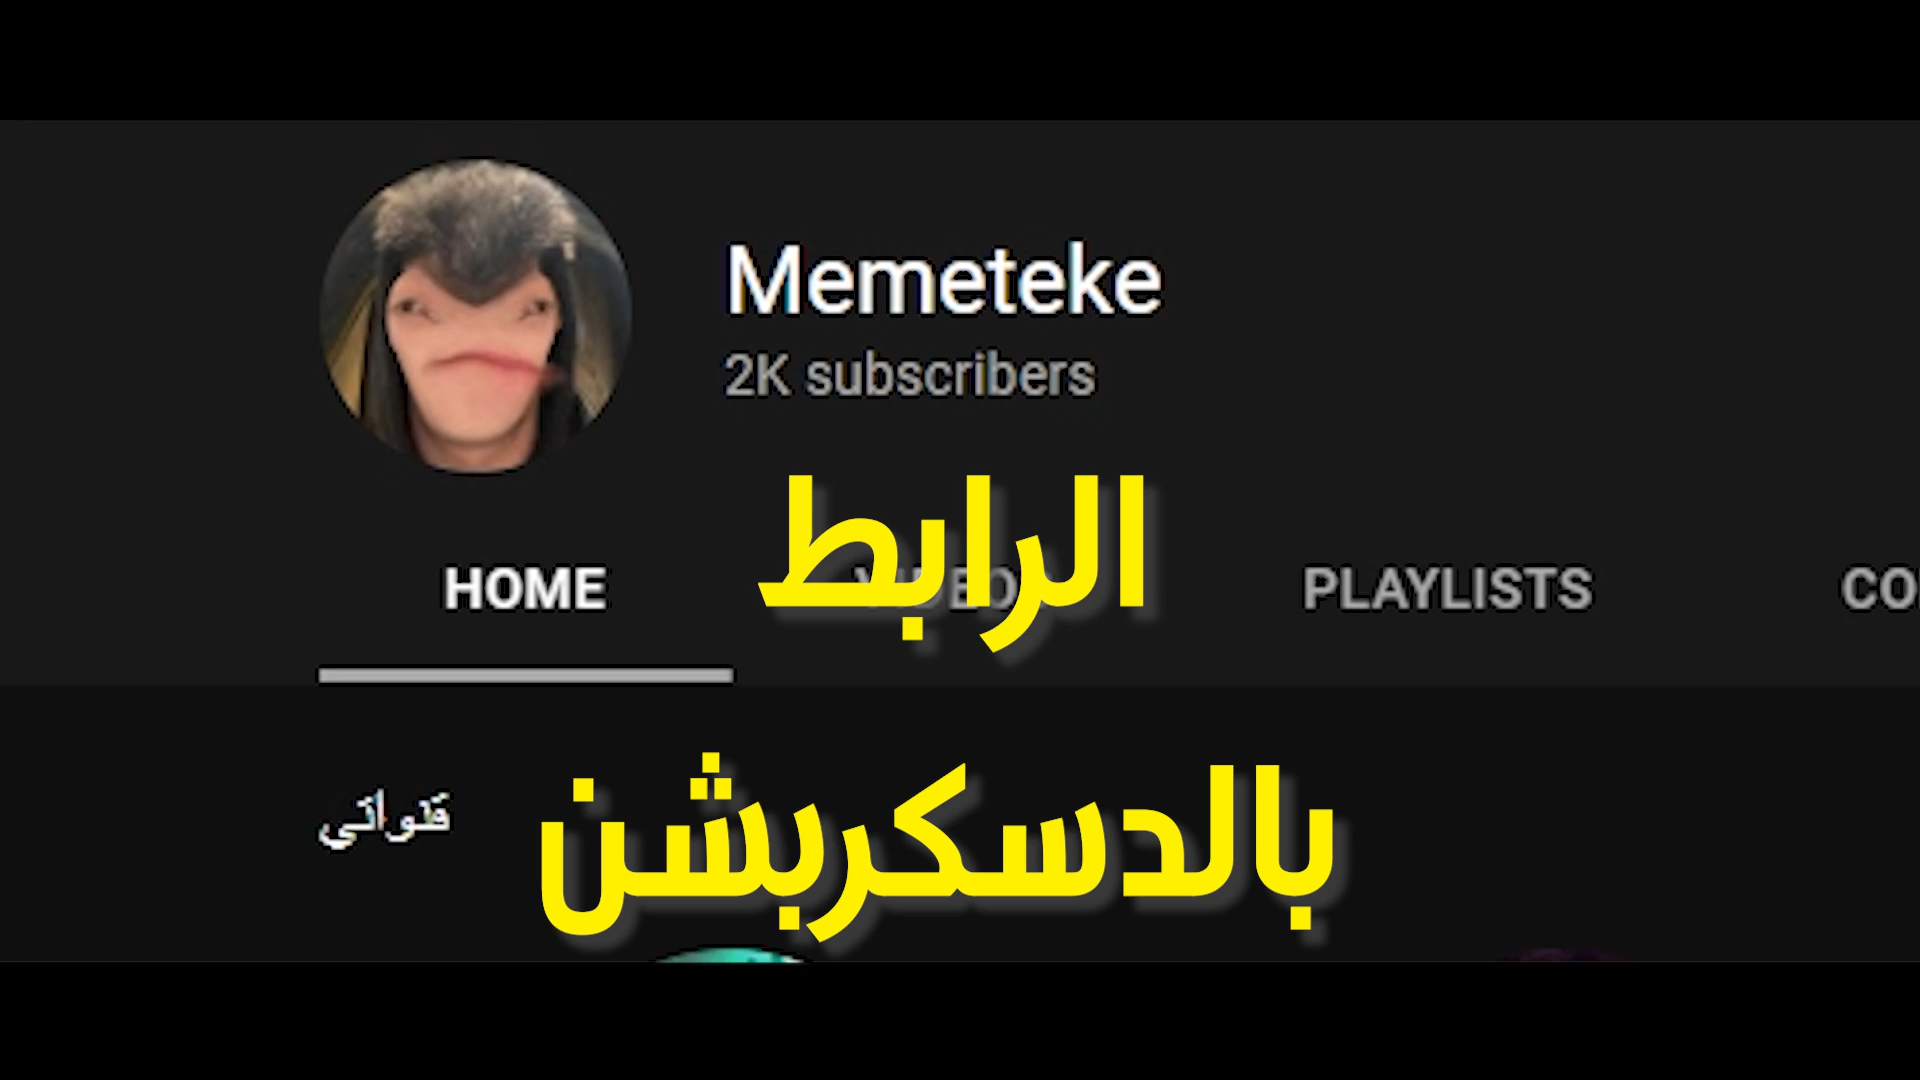 Memeteke
2K subscribers
الرابط
HOME
PLAYLISTS
قنواتي
بالدسكربشن